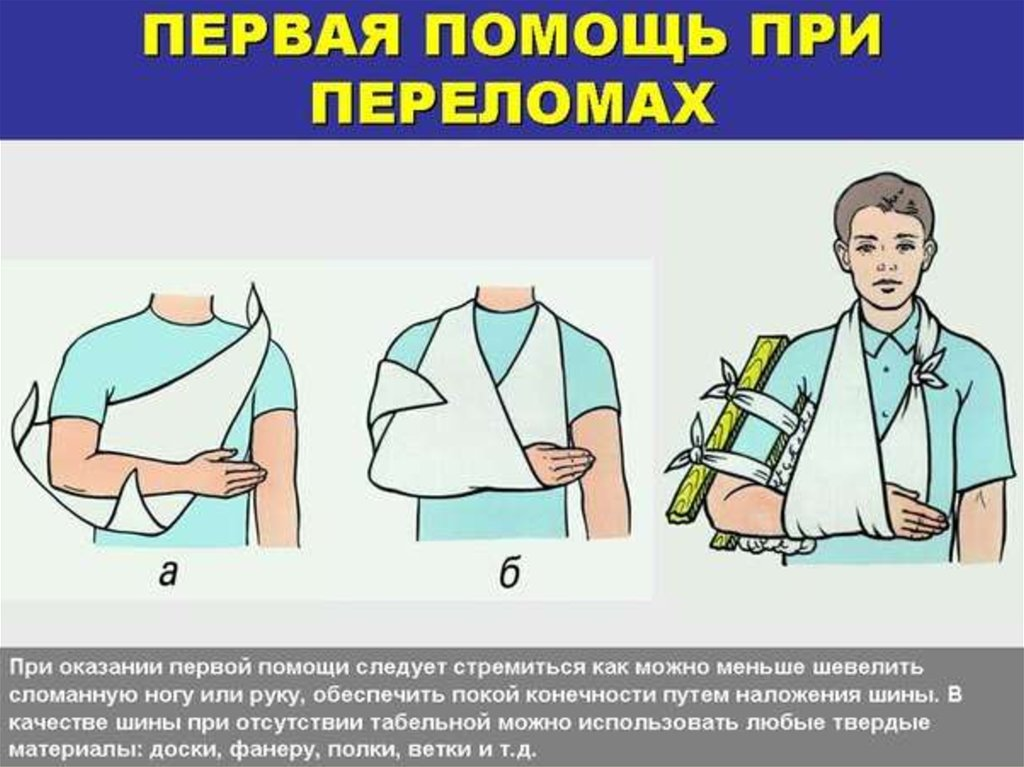 ПЕРВАЯ ПОМОЩЬ ПРИ
ПЕРЕЛОМАХ
а
б
При оказании первой помощи следует стремиться как можно меньше шевелить
сломанную ногу или руку, обеспечить покой конечности путем наложения шины. В
качестве шины при отсутствии табельной можно использовать любые твердые
материалы: доски, фанеру, полки, ветки и т.д.